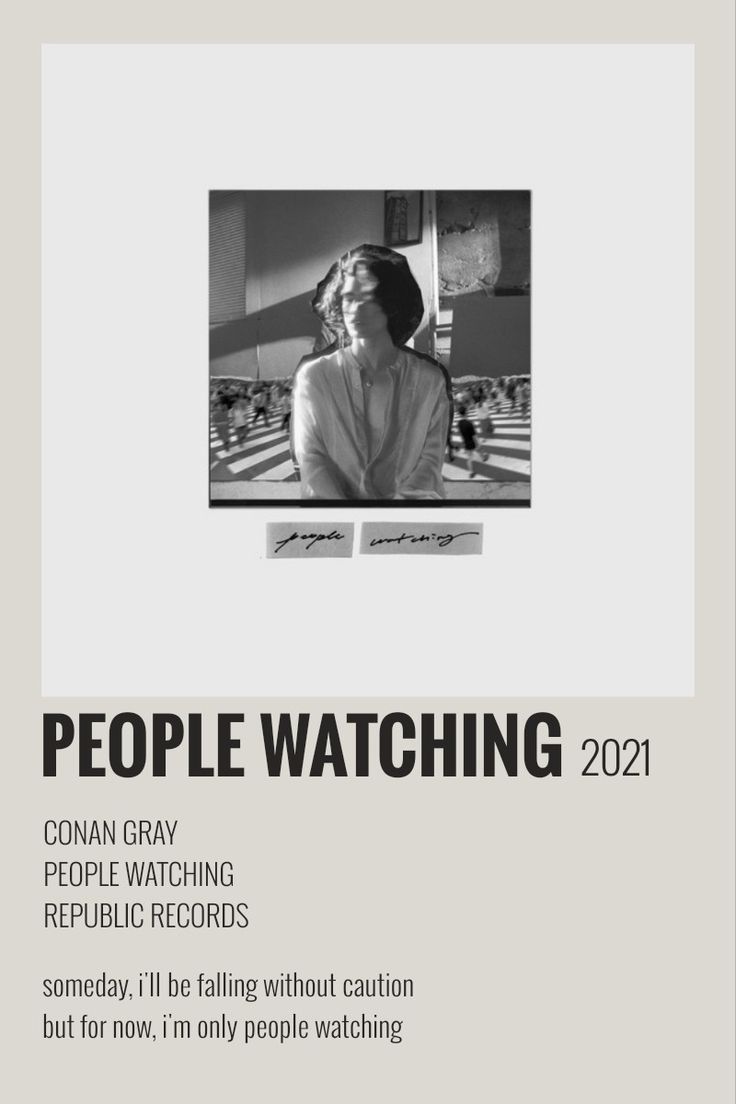 people watching
PEOPLE WATCHING 2021
CONAN GRAY
PEOPLE WATCHING
REPUBLIC RECORDS
someday, i'll be falling without caution
but for now, i'm only people watching